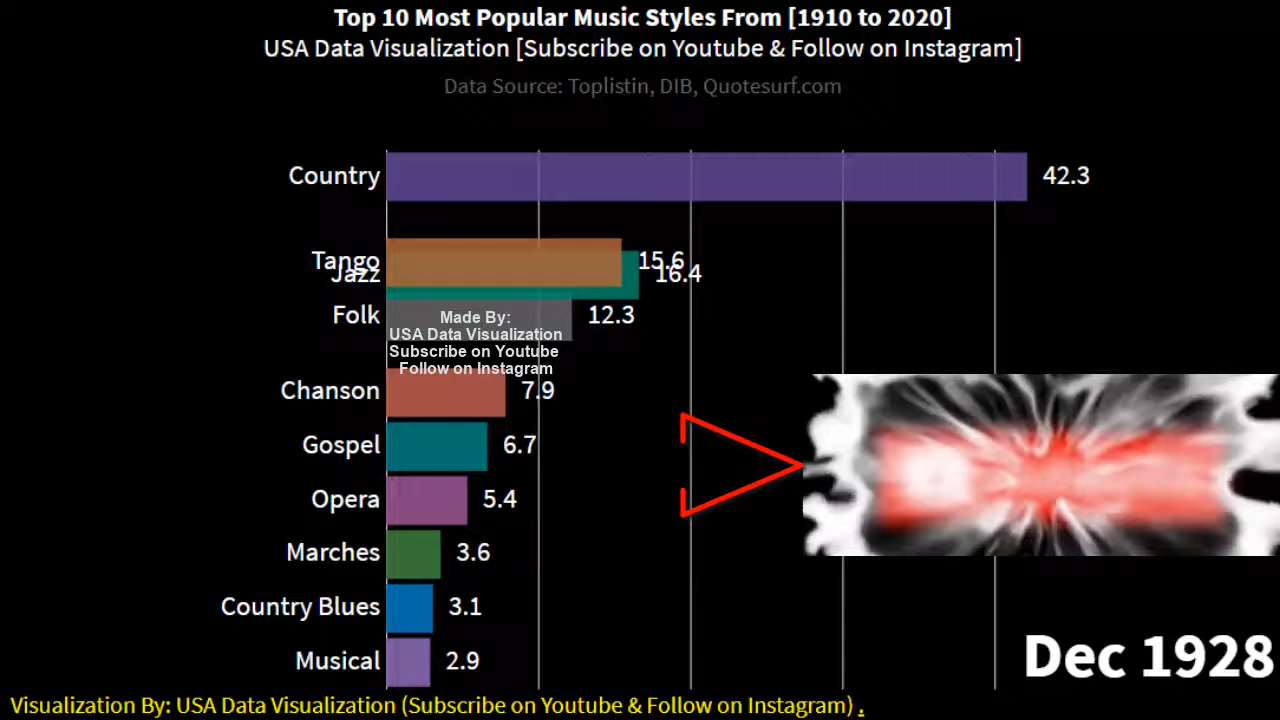 Top 10 Most Popular Music Styles From [1910 to 2020]
USA Data Visualization [Subscribe on Youtube & Follow on Instagram]
Data Source: Toplistin, DIB, Quotesurf.com
Country 42.3
Tango 15.6
Jazz 16.4
Folk 12.3
Made By:
USA Data Visualization
Subscribe on Youtube
Follow on Instagram
Chanson 7.9
Gospel 6.7
Opera 5.4
Marches 3.6
Country Blues 3.1
Musical 2.9
Dec 1928
Visualization By: USA Data Visualization (Subscribe on Youtube & Follow on Instagram) .